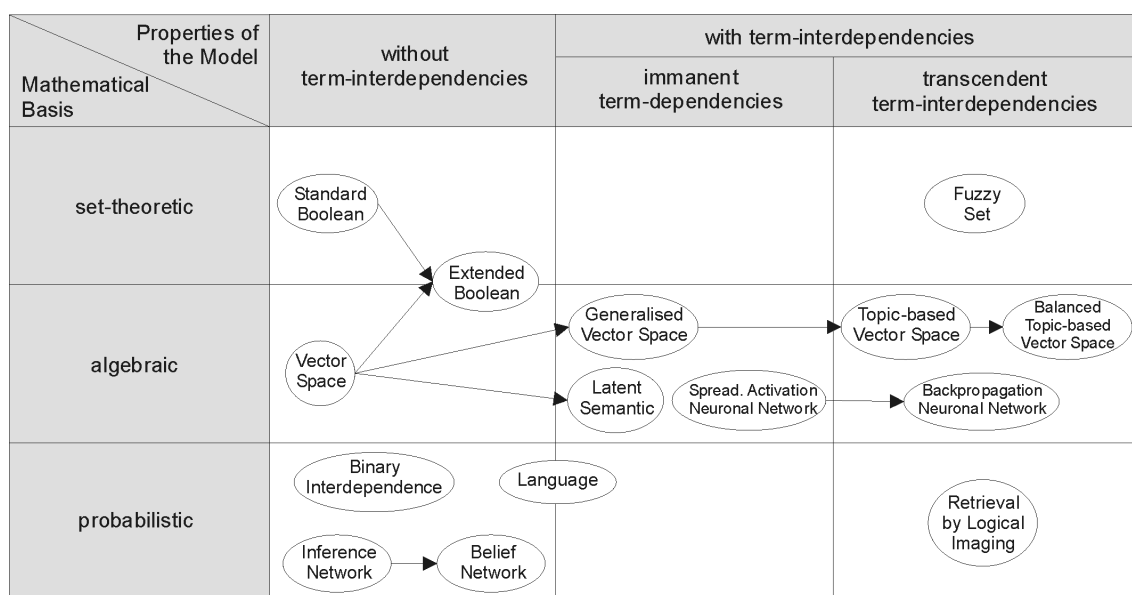 Properties of
the Model
Mathematical
Basis
without
term-interdependencies
with term-interdependencies
immanent
term-dependencies
transcendent
term-interdependencies
set-theoretic
Standard
Boolean
Fuzzy
Set
Extended
Boolean
algebraic
Vector
Space
Generalised
Vector Space
Topic-based
Vector Space
Balanced
Topic-based
Vector Space
Latent
Semantic
Spread. Activation
Neuronal Network
Backpropagation
Neuronal Network
probabilistic
Binary
Interdependence
Language
Inference
Network
Belief
Network
Retrieval
by Logical
Imaging